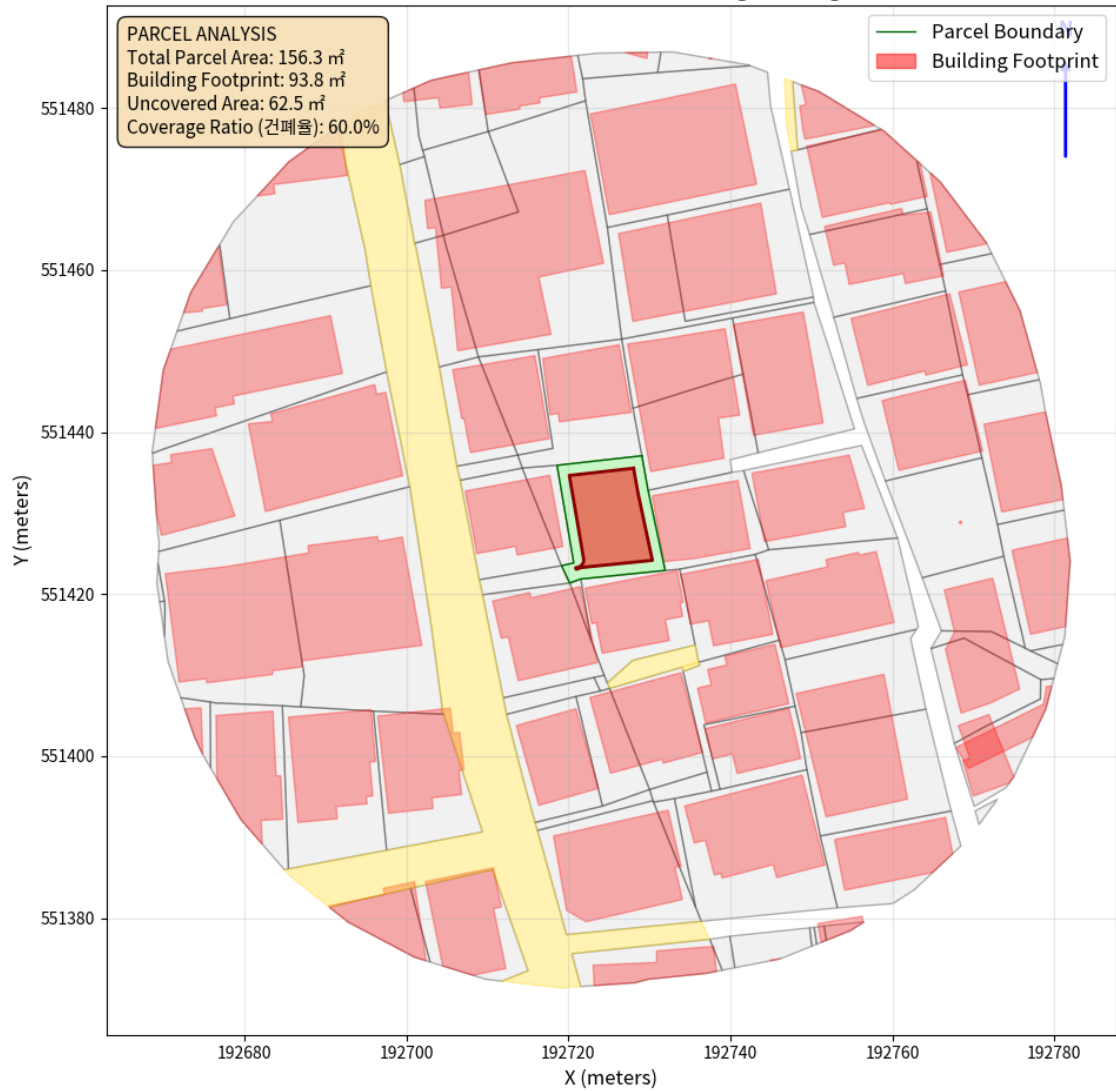 PARCEL ANALYSIS
Total Parcel Area: 156.3 ㎡
Building Footprint: 93.8 ㎡
Uncovered Area: 62.5 ㎡
Coverage Ratio (건폐율): 60.0%
Parcel Boundary
Building Footprint
N
551480
551460
551440
551420
551400
551380
Y (meters)
192680 192700 192720 192740 192760 192780
X (meters)